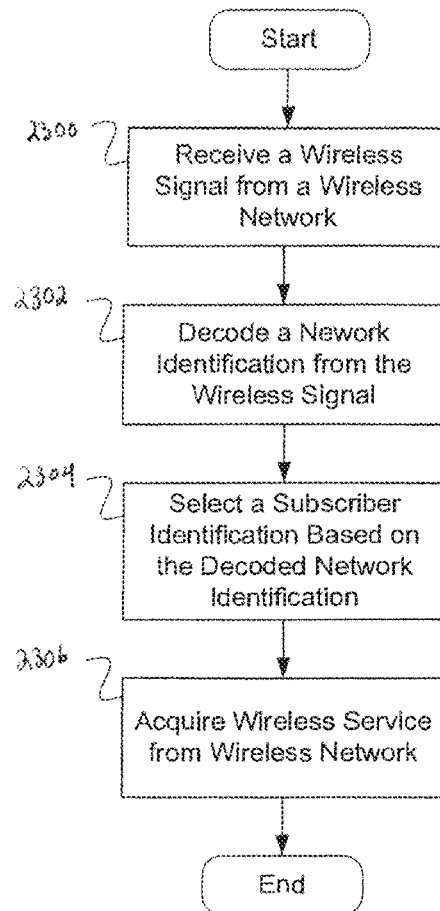 Start
2300
Receive a Wireless
Signal from a Wireless
Network
2302
Decode a Nework
Identification from the
Wireless Signal
2304
Select a Subscriber
Identification Based on
the Decoded Network
Identification
2306
Acquire Wireless Service
from Wireless Network
End